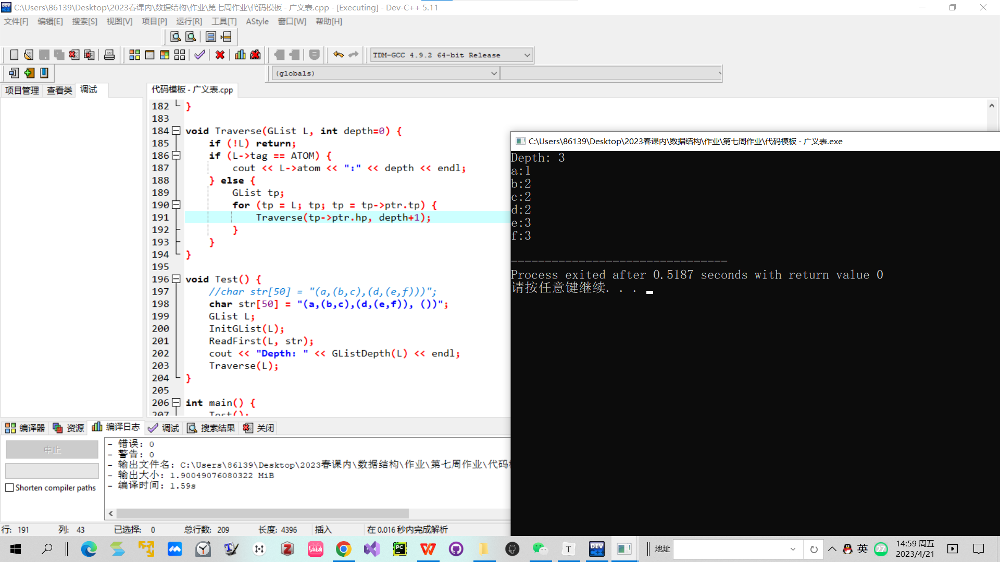 C:\Users\86139\Desktop\2023春课内\数据结构\作业\第七周作业\代码模板 - 广义表.cpp - [Executing] - Dev-C++ 5.11
文件[F] 编辑[E] 搜索[S] 视图[V] 项目[P] 运行[R] 工具[T] AStyle 窗口[W] 帮助[H]
TDM-GCC 4.9.2 64-bit Release
(globals)
项目管理 查看类 调试
代码模板 - 广义表.cpp
182 }
183
184 void Traverse(GList L, int depth=0) {
185 if (!L) return;
186 if (L->tag == ATOM) {
187 cout << L->atom << ":" << depth << endl;
188 } else {
189 GList tp;
190 for (tp = L; tp; tp = tp->ptr.tp) {
191 Traverse(tp->ptr.hp, depth+1);
192 }
193 }
194 }
195
196 void Test() {
197 //char str[50] = "(a,(b,c),(d,(e,f)))";
198 char str[50] = "(a,(b,c),(d,(e,f)), ())";
199 GList L;
200 InitGList(L);
201 ReadFirst(L, str);
202 cout << "Depth: " << GListDepth(L) << endl;
203 Traverse(L);
204 }
205
206 int main() {
207 Test();
C:\Users\86139\Desktop\2023春课内\数据结构\作业\第七周作业\代码模板 - 广义表.exe
Depth: 3
a:1
b:2
c:2
d:2
e:3
f:3
--------------------------------
Process exited after 0.5187 seconds with return value 0
请按任意键继续. . .
编译器 资源 编译日志 调试 搜索结果 关闭
中止
Shorten compiler paths
- 错误: 0
- 警告: 0
- 输出文件名: C:\Users\86139\Desktop\2023春课内\数据结构\作业\第七周作业\代码
- 输出大小: 1.90049076080322 MiB
- 编译时间: 1.59s
行: 191 列: 43 已选择: 0 总行数: 209 长度: 4396 插入 在 0.016 秒内完成解析
地址
英
27
14:59 周五
2023/4/21